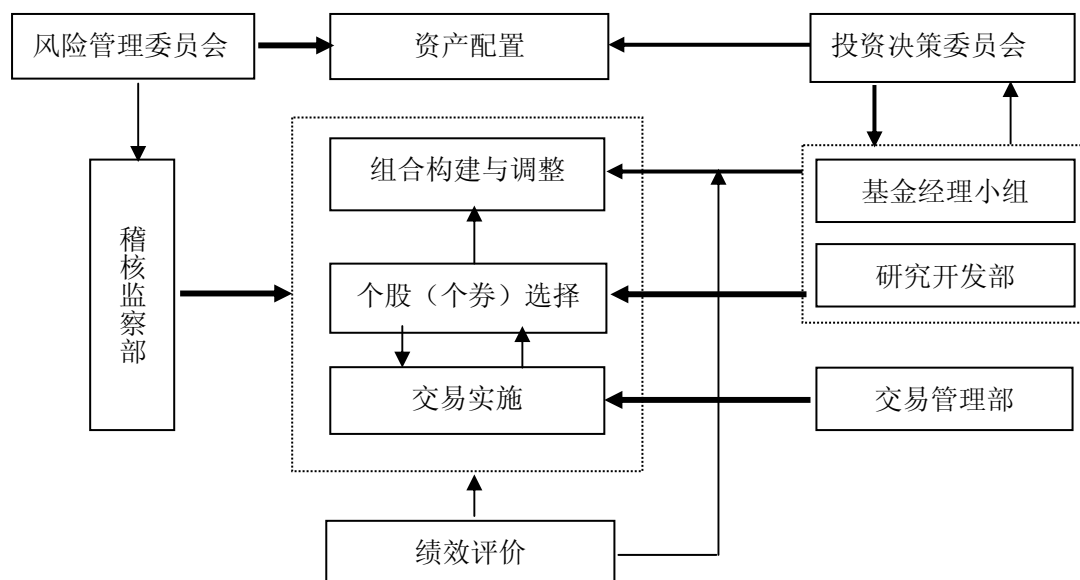 风险管理委员会
资产配置
投资决策委员会
组合构建与调整
基金经理小组
稽核监察部
个股（个券）选择
研究开发部
交易实施
交易管理部
绩效评价